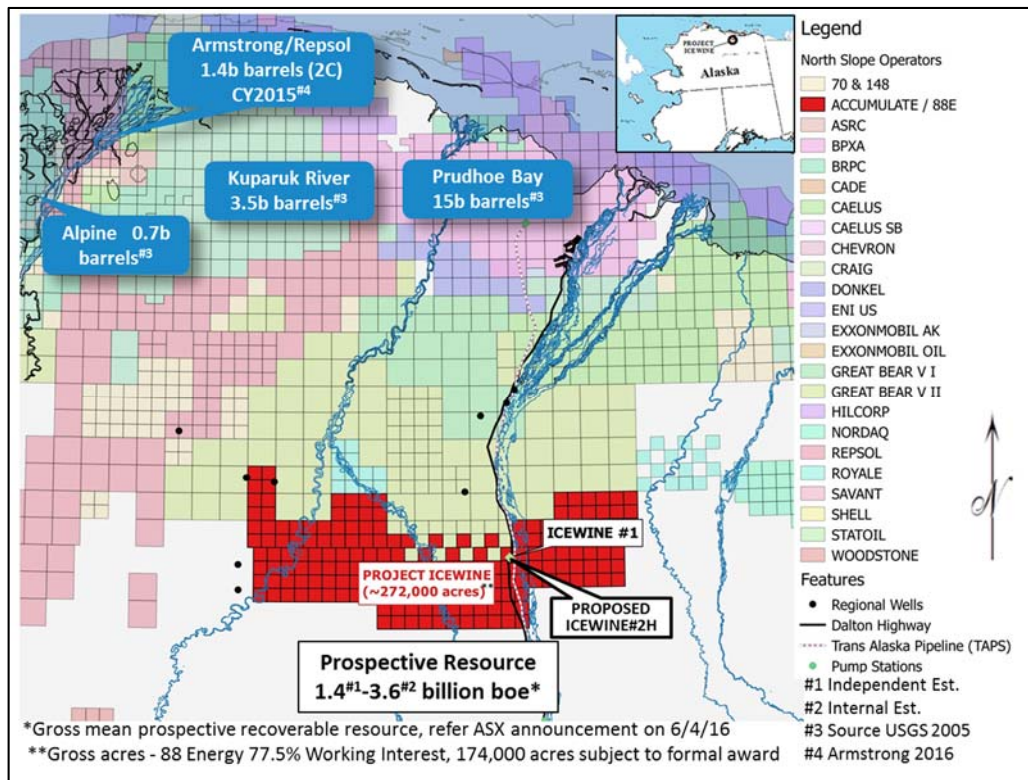 Armstrong/Repsol
1.4b barrels (2C)
CY2015#4
Kuparuk River
3.5b barrels#3
Prudhoe Bay
15b barrels#3
Alpine 0.7b
barrels#3
PROJECT
ICEWINE
Alaska
ICEWINE #1
PROJECT ICEWINE
(~272,000 acres)**
PROPOSED
ICEWINE#2H
Prospective Resource
1.4#1-3.6#2 billion boe*
*Gross mean prospective recoverable resource, refer ASX announcement on 6/4/16
**Gross acres - 88 Energy 77.5% Working Interest, 174,000 acres subject to formal award
Legend
North Slope Operators
70 & 148
ACCUMULATE / 88E
ASRC
BPXA
BRPC
CADE
CAELUS
CAELUS SB
CHEVRON
CRAIG
DONKEL
ENI US
EXXONMOBIL AK
EXXONMOBIL OIL
GREAT BEAR V I
GREAT BEAR V II
HILCORP
NORDAQ
REPSOL
ROYALE
SAVANT
SHELL
STATOIL
WOODSTONE
N
Features
Regional Wells
Dalton Highway
Trans Alaska Pipeline (TAPS)
Pump Stations
#1 Independent Est.
#2 Internal Est.
#3 Source USGS 2005
#4 Armstrong 2016